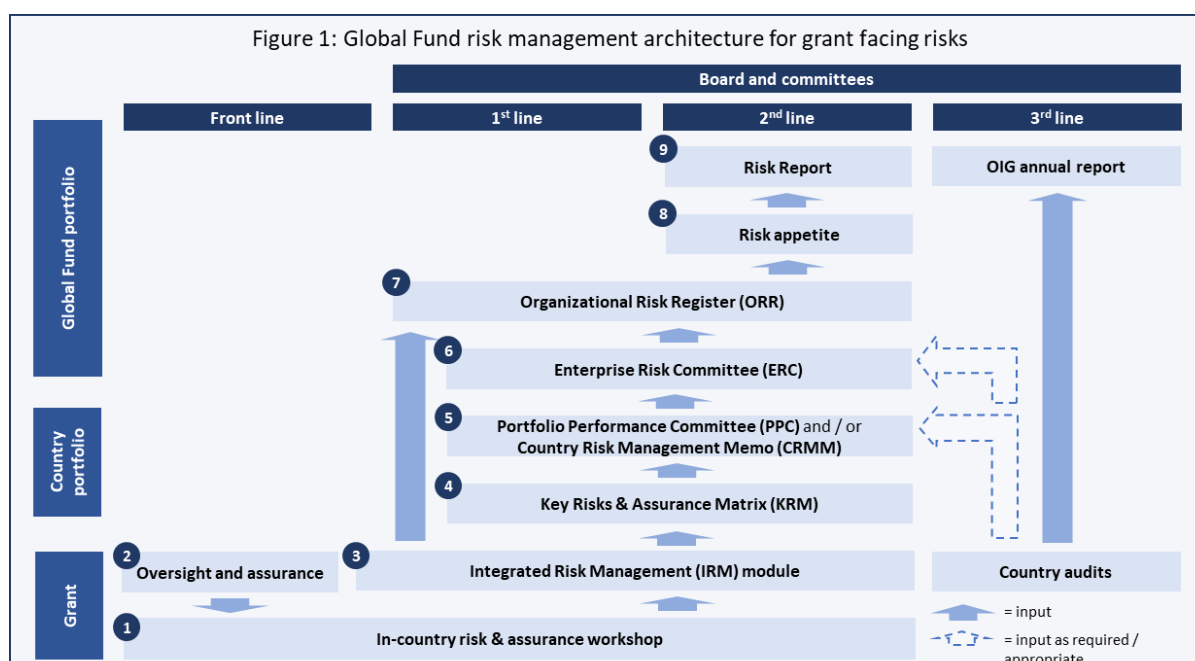 Figure 1: Global Fund risk management architecture for grant facing risks
Board and committees
Front line
1st line
2nd line
3rd line
Global Fund portfolio
9
Risk Report
OIG annual report
8
Risk appetite
7
Organizational Risk Register (ORR)
6
Enterprise Risk Committee (ERC)
Country
portfolio
5
Portfolio Performance Committee (PPC) and / or
Country Risk Management Memo (CRMM)
4
Key Risks & Assurance Matrix (KRM)
Grant
2
Oversight and assurance
3
Integrated Risk Management (IRM) module
Country audits
1
In-country risk & assurance workshop
= input
= input as required /
appropriate